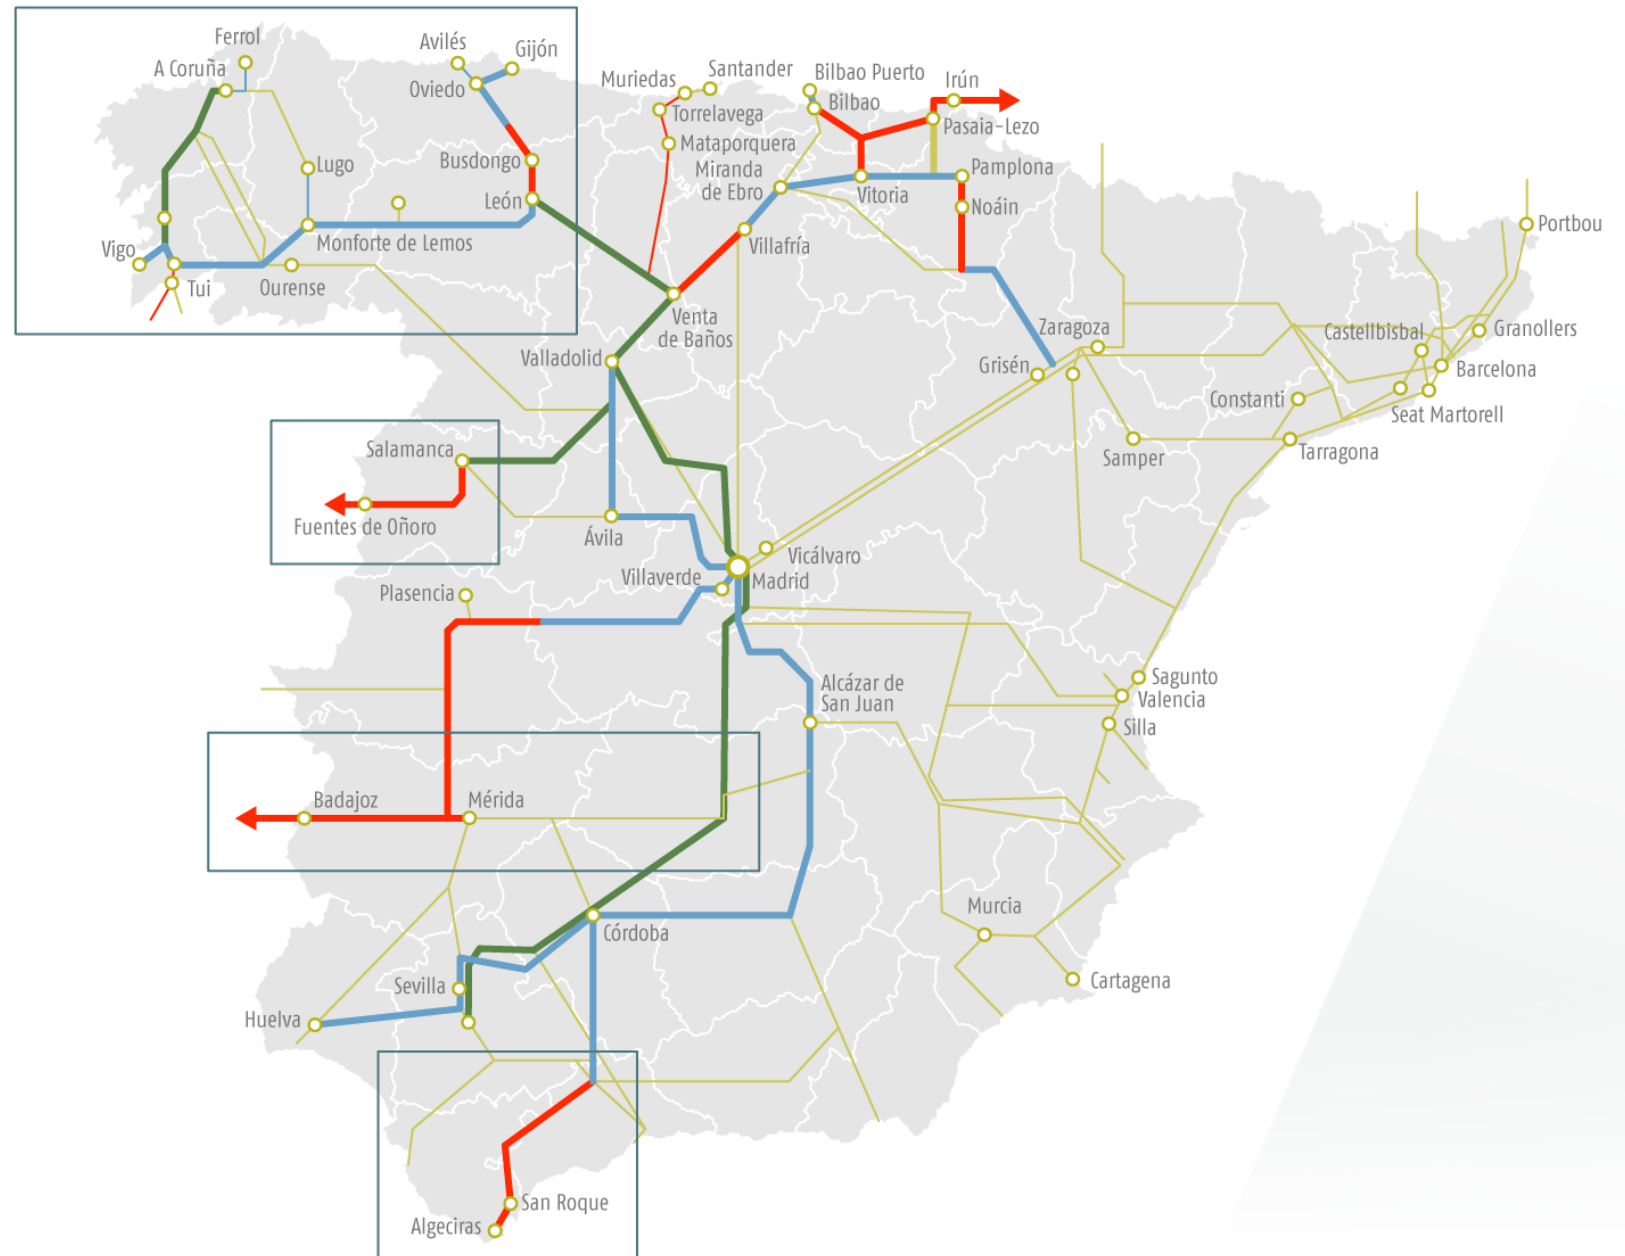 Ferrol
A Coruña
Avilés
Gijón
Oviedo
Lugo
Busdongo
León
Monforte de Lemos
Vigo
Tui
Ourense
Muriedas
Santander
Torrelavega
Mataporquera
Miranda
de Ebro
Bilbao Puerto
Bilbao
Irún
Pasaia-Lezo
Pamplona
Vitoria
Noáin
Villafría
Venta
de Baños
Valladolid
Zaragoza
Grisén
Portbou
Castellbisbal
Granollers
Barcelona
Constanti
Seat Martorell
Samper
Tarragona
Salamanca
Fuentes de Oñoro
Ávila
Vicálvaro
Villaverde
Madrid
Plasencia
Alcázar de
San Juan
Sagunto
Valencia
Silla
Badajoz
Mérida
Córdoba
Murcia
Cartagena
Sevilla
Huelva
San Roque
Algeciras